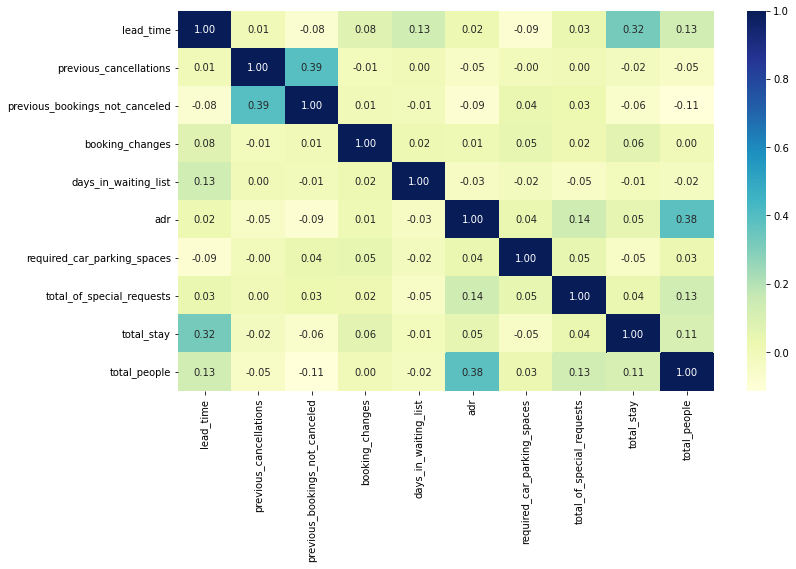 lead_time 1.00 0.01 -0.08 0.08 0.13 0.02 -0.09 0.03 0.32 0.13
previous_cancellations 0.01 1.00 0.39 -0.01 0.00 -0.05 -0.00 0.00 -0.02 -0.05
previous_bookings_not_canceled -0.08 0.39 1.00 0.01 -0.01 -0.09 0.04 0.03 -0.06 -0.11
booking_changes 0.08 -0.01 0.01 1.00 0.02 0.01 0.05 0.02 0.06 0.00
days_in_waiting_list 0.13 0.00 -0.01 0.02 1.00 -0.03 -0.02 -0.05 -0.01 -0.02
adr 0.02 -0.05 -0.09 0.01 -0.03 1.00 0.04 0.14 0.05 0.38
required_car_parking_spaces -0.09 -0.00 0.04 0.05 -0.02 0.04 1.00 0.05 -0.05 0.03
total_of_special_requests 0.03 0.00 0.03 0.02 -0.05 0.14 0.05 1.00 0.04 0.13
total_stay 0.32 -0.02 -0.06 0.06 -0.01 0.05 -0.05 0.04 1.00 0.11
total_people 0.13 -0.05 -0.11 0.00 -0.02 0.38 0.03 0.13 0.11 1.00
lead_time
previous_cancellations
previous_bookings_not_canceled
booking_changes
days_in_waiting_list
adr
required_car_parking_spaces
total_of_special_requests
total_stay
total_people
1.0
0.8
0.6
0.4
0.2
0.0